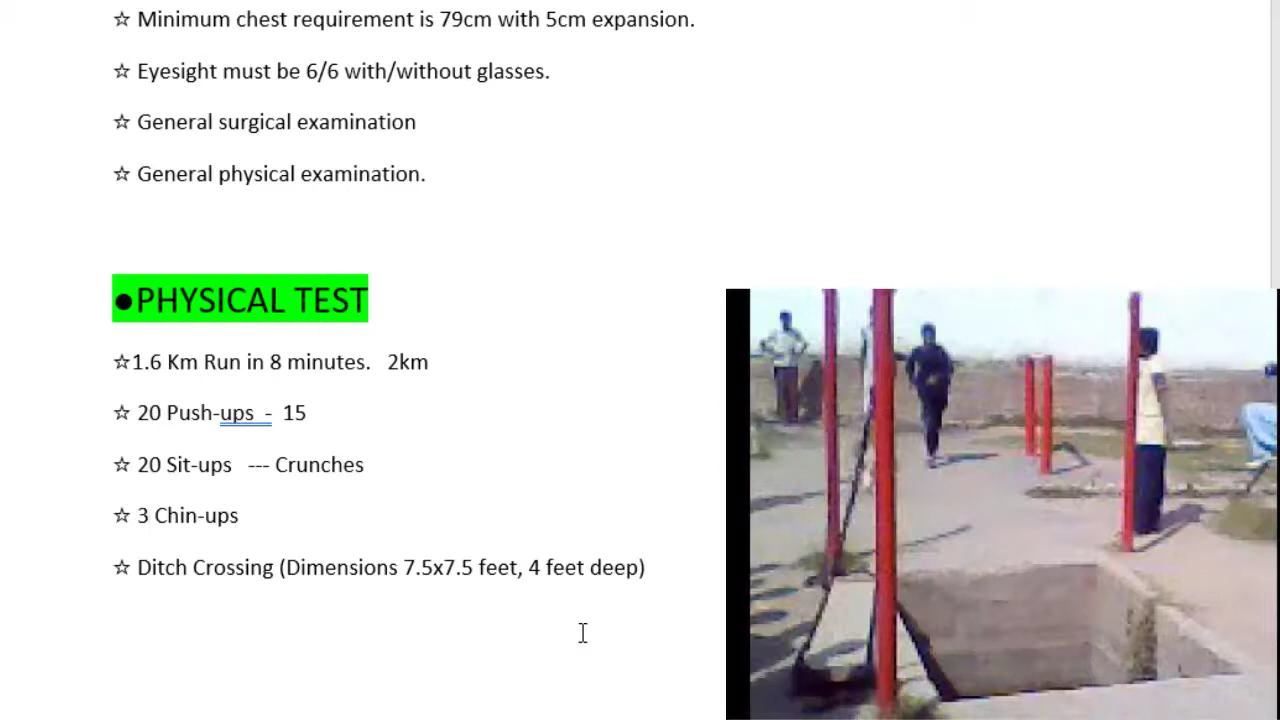 ☆ Minimum chest requirement is 79cm with 5cm expansion.
☆ Eyesight must be 6/6 with/without glasses.
☆ General surgical examination
☆ General physical examination.
●PHYSICAL TEST
☆1.6 Km Run in 8 minutes.   2km
☆ 20 Push-ups  -  15
☆ 20 Sit-ups   --- Crunches
☆ 3 Chin-ups
☆ Ditch Crossing (Dimensions 7.5x7.5 feet, 4 feet deep)